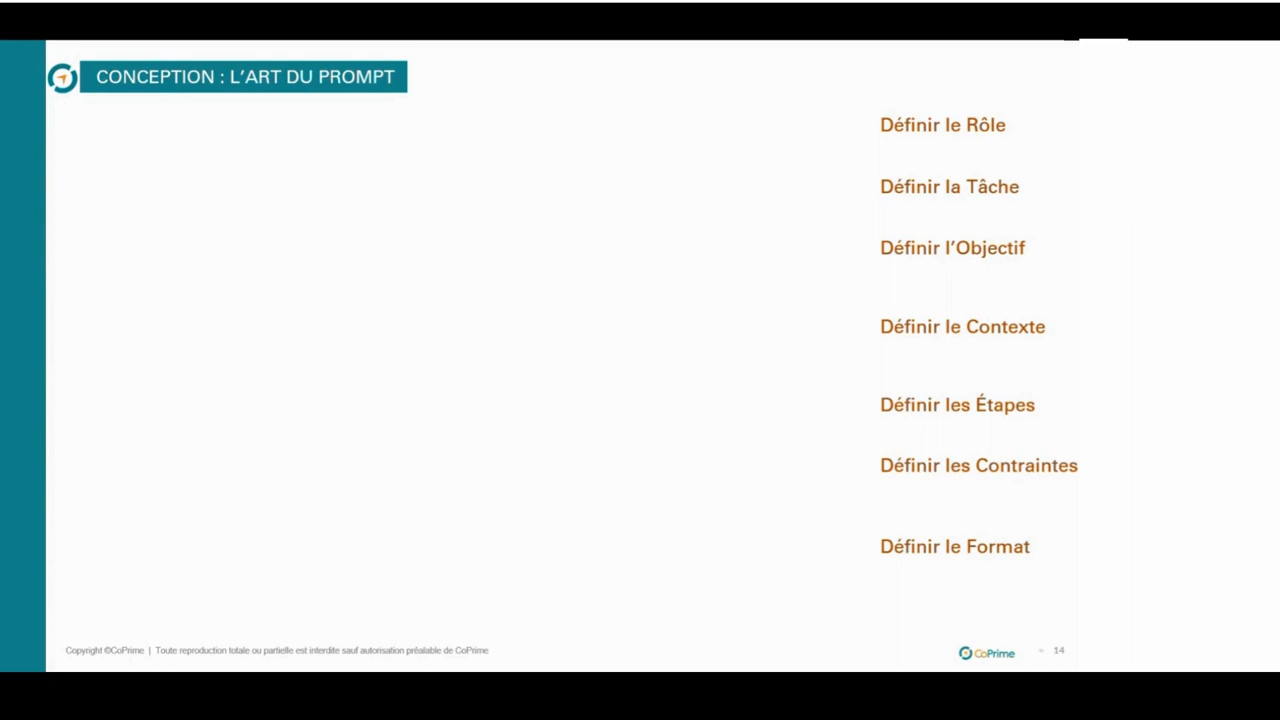 CONCEPTION : L’ART DU PROMPT
Définir le Rôle
Définir la Tâche
Définir l’Objectif
Définir le Contexte
Définir les Étapes
Définir les Contraintes
Définir le Format
Copyright ©CoPrime | Toute reproduction totale ou partielle est interdite sauf autorisation préalable de CoPrime
CoPrime
14